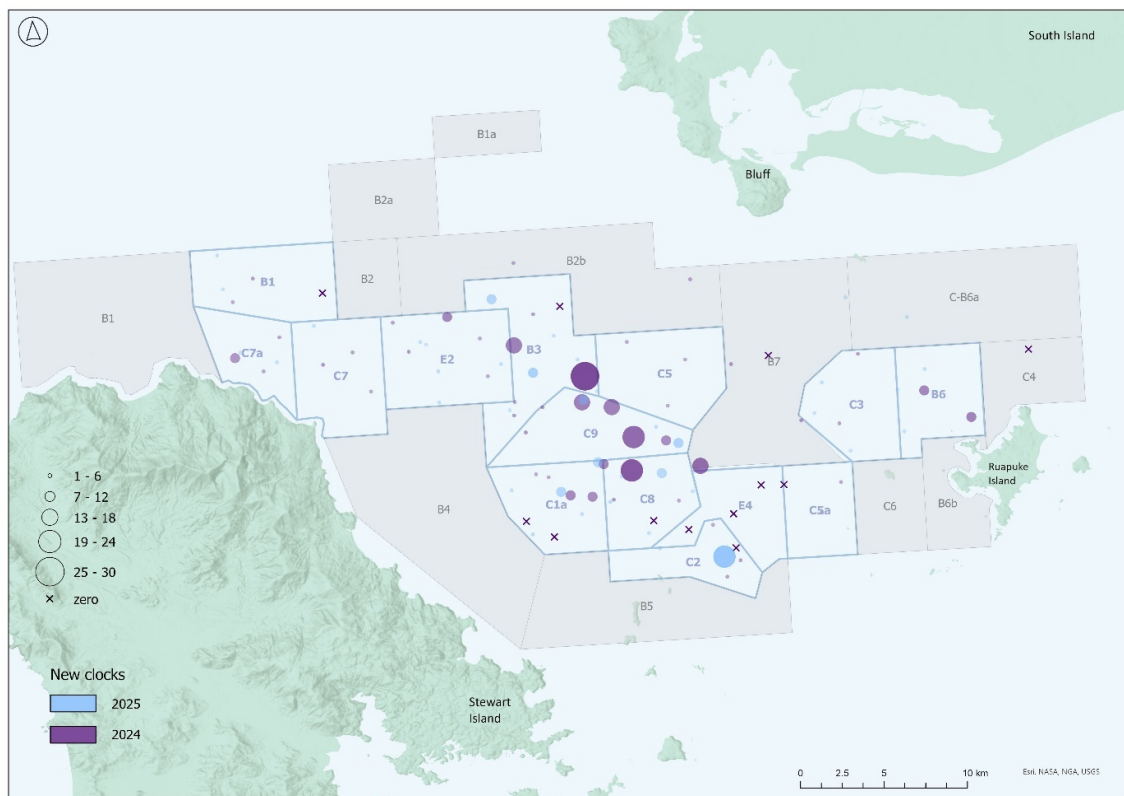 South Island
B1a
Bluff
B2a
B2b
B1
B2
C-B6a
B1
C7a
C7
E2
B3
C5
B7
C3
B6
C4
C9
Ruapuke
Island
1 - 6
7 - 12
13 - 18
19 - 24
25 - 30
zero
B4
C1a
C8
E4
C5a
C6
B6b
C2
B5
New clocks
2025
2024
Stewart
Island
0 2.5 5 10 km
Esri, NASA, NGA, USGS